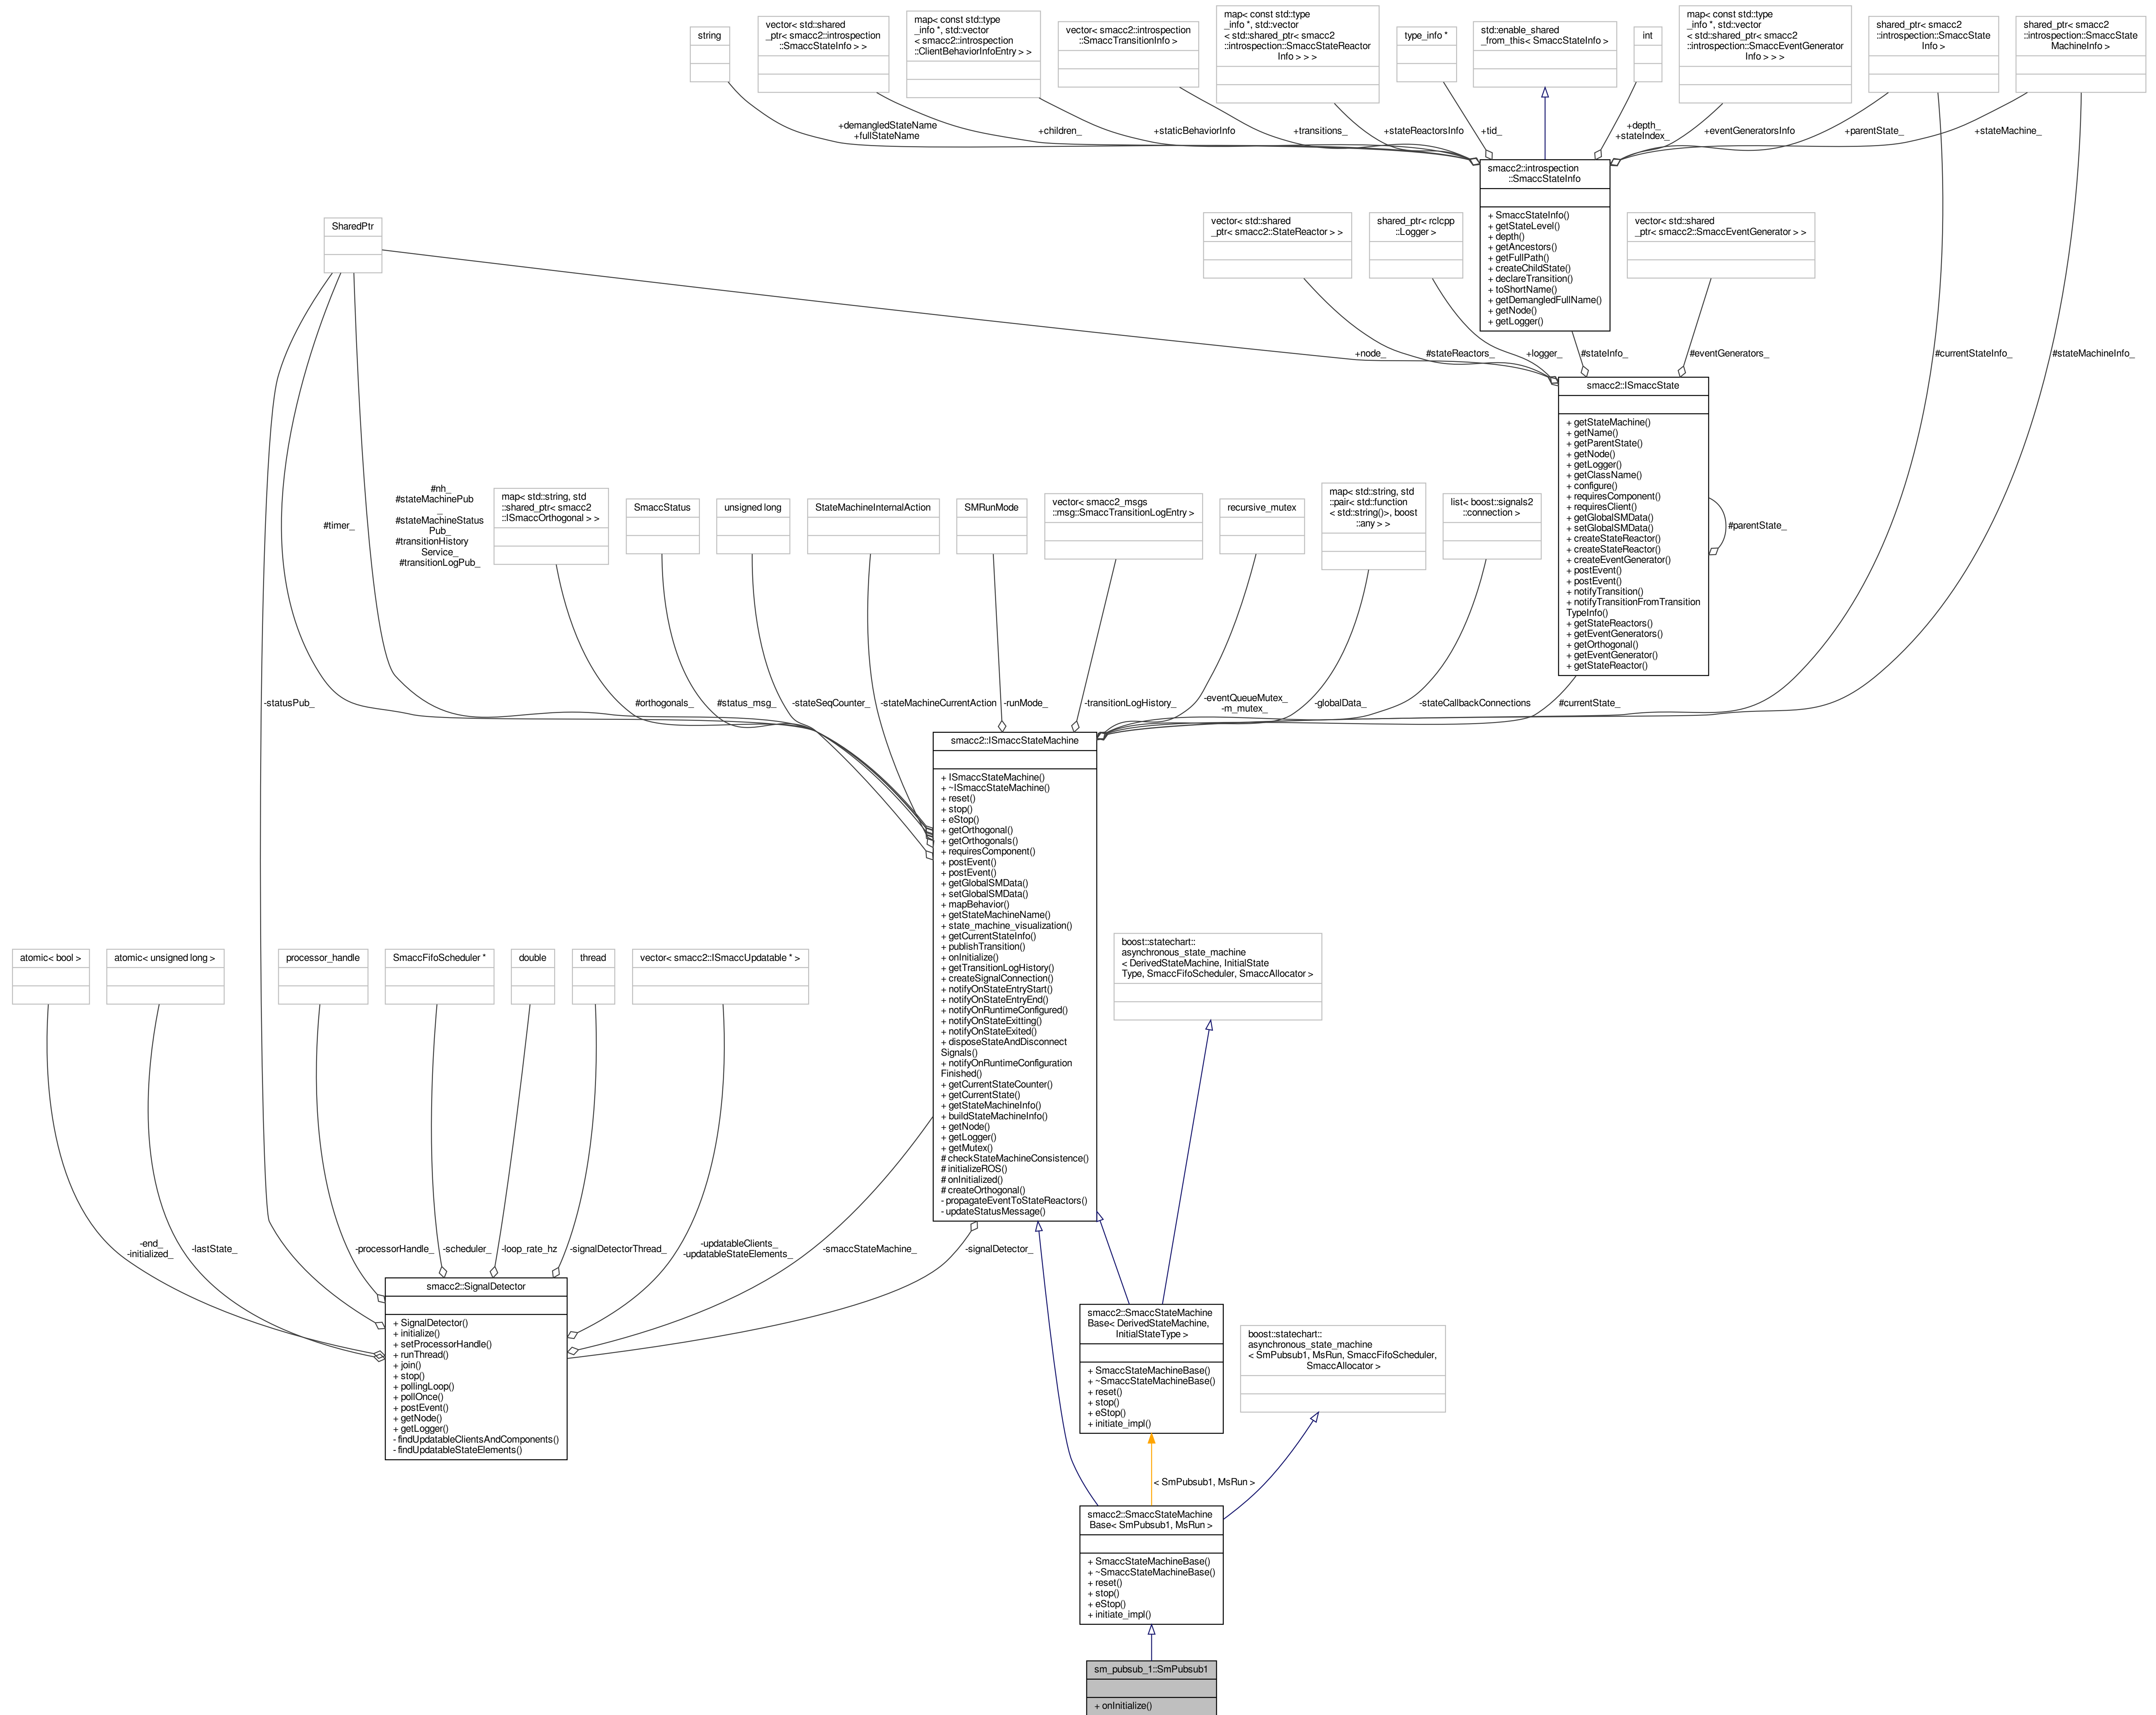 string
vector< std::shared
_ptr< smacc2::introspection
::SmaccStateInfo > >
map< const std::type
_info *, std::vector
< smacc2::introspection
::ClientBehaviorInfoEntry > >
vector< smacc2::introspection
::SmaccTransitionInfo >
map< const std::type
_info *, std::vector
< std::shared_ptr< smacc2
::introspection::SmaccStateReactor
Info > > >
type_info *
std::enable_shared
_from_this< SmaccStateInfo >
int
map< const std::type
_info *, std::vector
< std::shared_ptr< smacc2
::introspection::SmaccEventGenerator
Info > > >
shared_ptr< smacc2
::introspection::SmaccState
Info >
shared_ptr< smacc2
::introspection::SmaccState
MachineInfo >
+demangledStateName
+fullStateName
+children_
+staticBehaviorInfo
+transitions_
+stateReactorsInfo
+tid_
+depth_
+stateIndex_
+eventGeneratorsInfo
+parentState_
+stateMachine_
smacc2::introspection
::SmaccStateInfo
+ SmaccStateInfo()
+ getStateLevel()
+ depth()
+ getAncestors()
+ getFullPath()
+ createChildState()
+ declareTransition()
+ toShortName()
+ getDemangledFullName()
+ getNode()
+ getLogger()
SharedPtr
vector< std::shared
_ptr< smacc2::StateReactor > >
shared_ptr< rclcpp
::Logger >
vector< std::shared
_ptr< smacc2::SmaccEventGenerator > >
+node_
#stateReactors_
+logger_
#stateInfo_
#eventGenerators_
#currentStateInfo_
#stateMachineInfo_
smacc2::ISmaccState
+ getStateMachine()
+ getName()
+ getParentState()
+ getNode()
+ getLogger()
+ getClassName()
+ configure()
+ requiresComponent()
+ requiresClient()
+ getGlobalSMData()
+ setGlobalSMData()
+ createStateReactor()
+ createStateReactor()
+ createEventGenerator()
+ postEvent()
+ postEvent()
+ notifyTransition()
+ notifyTransitionFromTransition
TypeInfo()
+ getStateReactors()
+ getEventGenerators()
+ getOrthogonal()
+ getEventGenerator()
+ getStateReactor()
#parentState_
#timer_
#nh_
#stateMachinePub
_
#stateMachineStatus
Pub_
#transitionHistory
Service_
#transitionLogPub_
map< std::string, std
::shared_ptr< smacc2
::ISmaccOrthogonal > >
SmaccStatus
unsigned long
StateMachineInternalAction
SMRunMode
vector< smacc2_msgs
::msg::SmaccTransitionLogEntry >
recursive_mutex
map< std::string, std
::pair< std::function
< std::string()>, boost
::any > >
list< boost::signals2
::connection >
-statusPub_
#orthogonals_
#status_msg_
-stateSeqCounter_
-stateMachineCurrentAction
-runMode_
-transitionLogHistory_
-eventQueueMutex_
-m_mutex_
-globalData_
-stateCallbackConnections
#currentState_
smacc2::ISmaccStateMachine
+ ISmaccStateMachine()
+ ~ISmaccStateMachine()
+ reset()
+ stop()
+ eStop()
+ getOrthogonal()
+ getOrthogonals()
+ requiresComponent()
+ postEvent()
+ postEvent()
+ getGlobalSMData()
+ setGlobalSMData()
+ mapBehavior()
+ getStateMachineName()
+ state_machine_visualization()
+ getCurrentStateInfo()
+ publishTransition()
+ onInitialize()
+ getTransitionLogHistory()
+ createSignalConnection()
+ notifyOnStateEntryStart()
+ notifyOnStateEntryEnd()
+ notifyOnRuntimeConfigured()
+ notifyOnStateExitting()
+ notifyOnStateExited()
+ disposeStateAndDisconnect
Signals()
+ notifyOnRuntimeConfiguration
Finished()
+ getCurrentStateCounter()
+ getCurrentState()
+ getStateMachineInfo()
+ buildStateMachineInfo()
+ getNode()
+ getLogger()
+ getMutex()
# checkStateMachineConsistence()
# initializeROS()
# onInitialized()
# createOrthogonal()
- propagateEventToStateReactors()
- updateStatusMessage()
atomic< bool >
atomic< unsigned long >
processor_handle
SmaccFifoScheduler *
double
thread
vector< smacc2::ISmaccUpdatable * >
boost::statechart::
asynchronous_state_machine
< DerivedStateMachine, InitialState
Type, SmaccFifoScheduler, SmaccAllocator >
-end_
-initialized_
-lastState_
-processorHandle_
-scheduler_
-loop_rate_hz
-signalDetectorThread_
-updatableClients_
-updatableStateElements_
-smaccStateMachine_
-signalDetector_
smacc2::SignalDetector
+ SignalDetector()
+ initialize()
+ setProcessorHandle()
+ runThread()
+ join()
+ stop()
+ pollingLoop()
+ pollOnce()
+ postEvent()
+ getNode()
+ getLogger()
- findUpdatableClientsAndComponents()
- findUpdatableStateElements()
smacc2::SmaccStateMachine
Base< DerivedStateMachine,
InitialStateType >
+ SmaccStateMachineBase()
+ ~SmaccStateMachineBase()
+ reset()
+ stop()
+ eStop()
+ initiate_impl()
boost::statechart::
asynchronous_state_machine
< SmPubsub1, MsRun, SmaccFifoScheduler,
SmaccAllocator >
< SmPubsub1, MsRun >
smacc2::SmaccStateMachine
Base< SmPubsub1, MsRun >
+ SmaccStateMachineBase()
+ ~SmaccStateMachineBase()
+ reset()
+ stop()
+ eStop()
+ initiate_impl()
sm_pubsub_1::SmPubsub1
+ onInitialize()